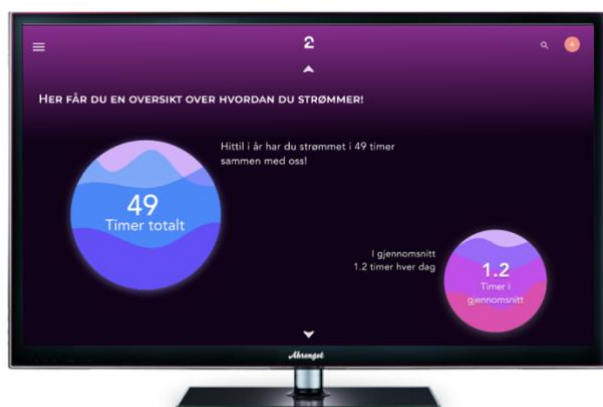 2
HER FÅR DU EN OVERSIKT OVER HVORDAN DU STRØMMER!
Hittil i år har du strømmet i 49 timer
sammen med oss!
49
Timer totalt
I gjennomsnitt
1.2 timer hver dag
1.2
Timer i
gjennomsnitt
Ahrengot